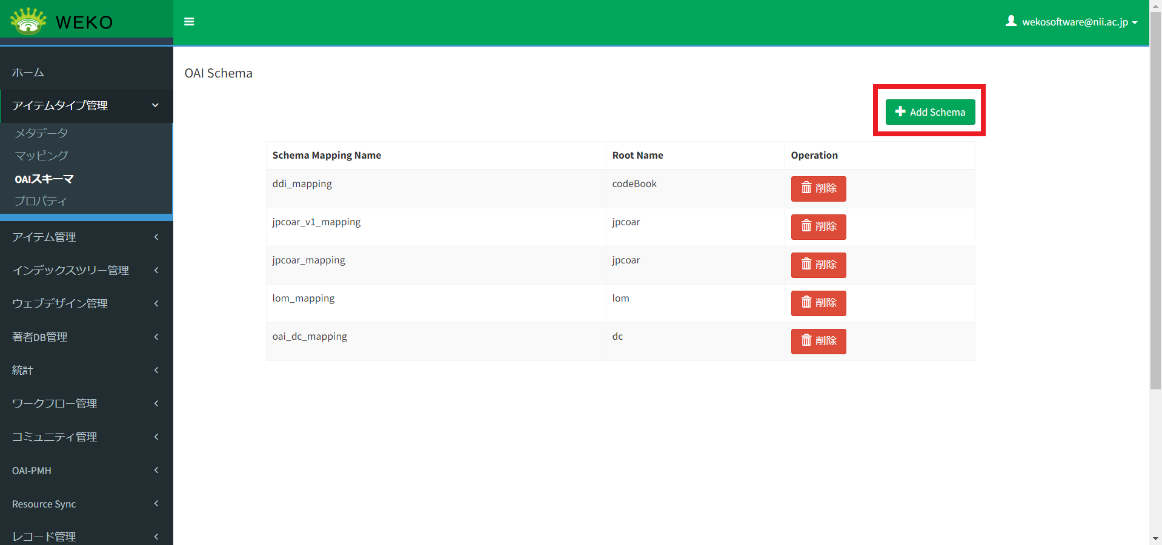 WEKO
wekosoftware@nii.ac.jp
ホーム
アイテムタイプ管理
メタデータ
マッピング
OAIスキーマ
プロパティ
アイテム管理
インデックスツリー管理
ウェブデザイン管理
著者DB管理
統計
ワークフロー管理
コミュニティ管理
OAI-PMH
Resource Sync
レコード管理
OAI Schema
Add Schema
Schema Mapping Name Root Name Operation
ddi_mapping codeBook 削除
jpcoar_v1_mapping jpcoar 削除
jpcoar_mapping jpcoar 削除
lom_mapping lom 削除
oai_dc_mapping dc 削除